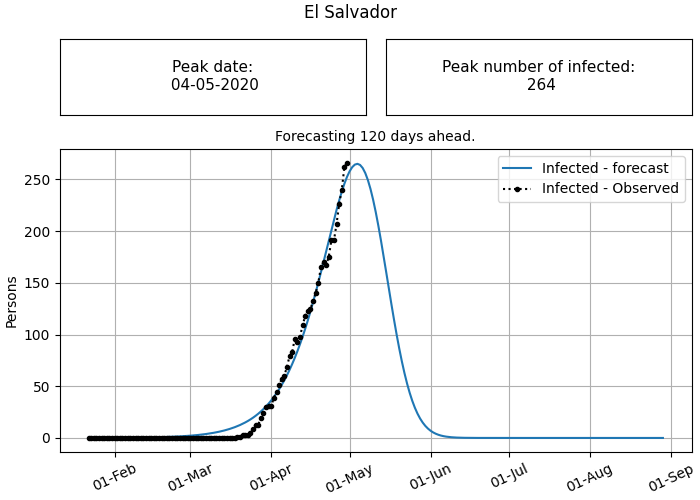 El Salvador
Peak date:
04-05-2020
Peak number of infected:
264
Forecasting 120 days ahead.
Infected - forecast
Infected - Observed
Persons
250
200
150
100
50
0
01-Feb
01-Mar
01-Apr
01-May
01-Jun
01-Jul
01-Aug
01-Sep